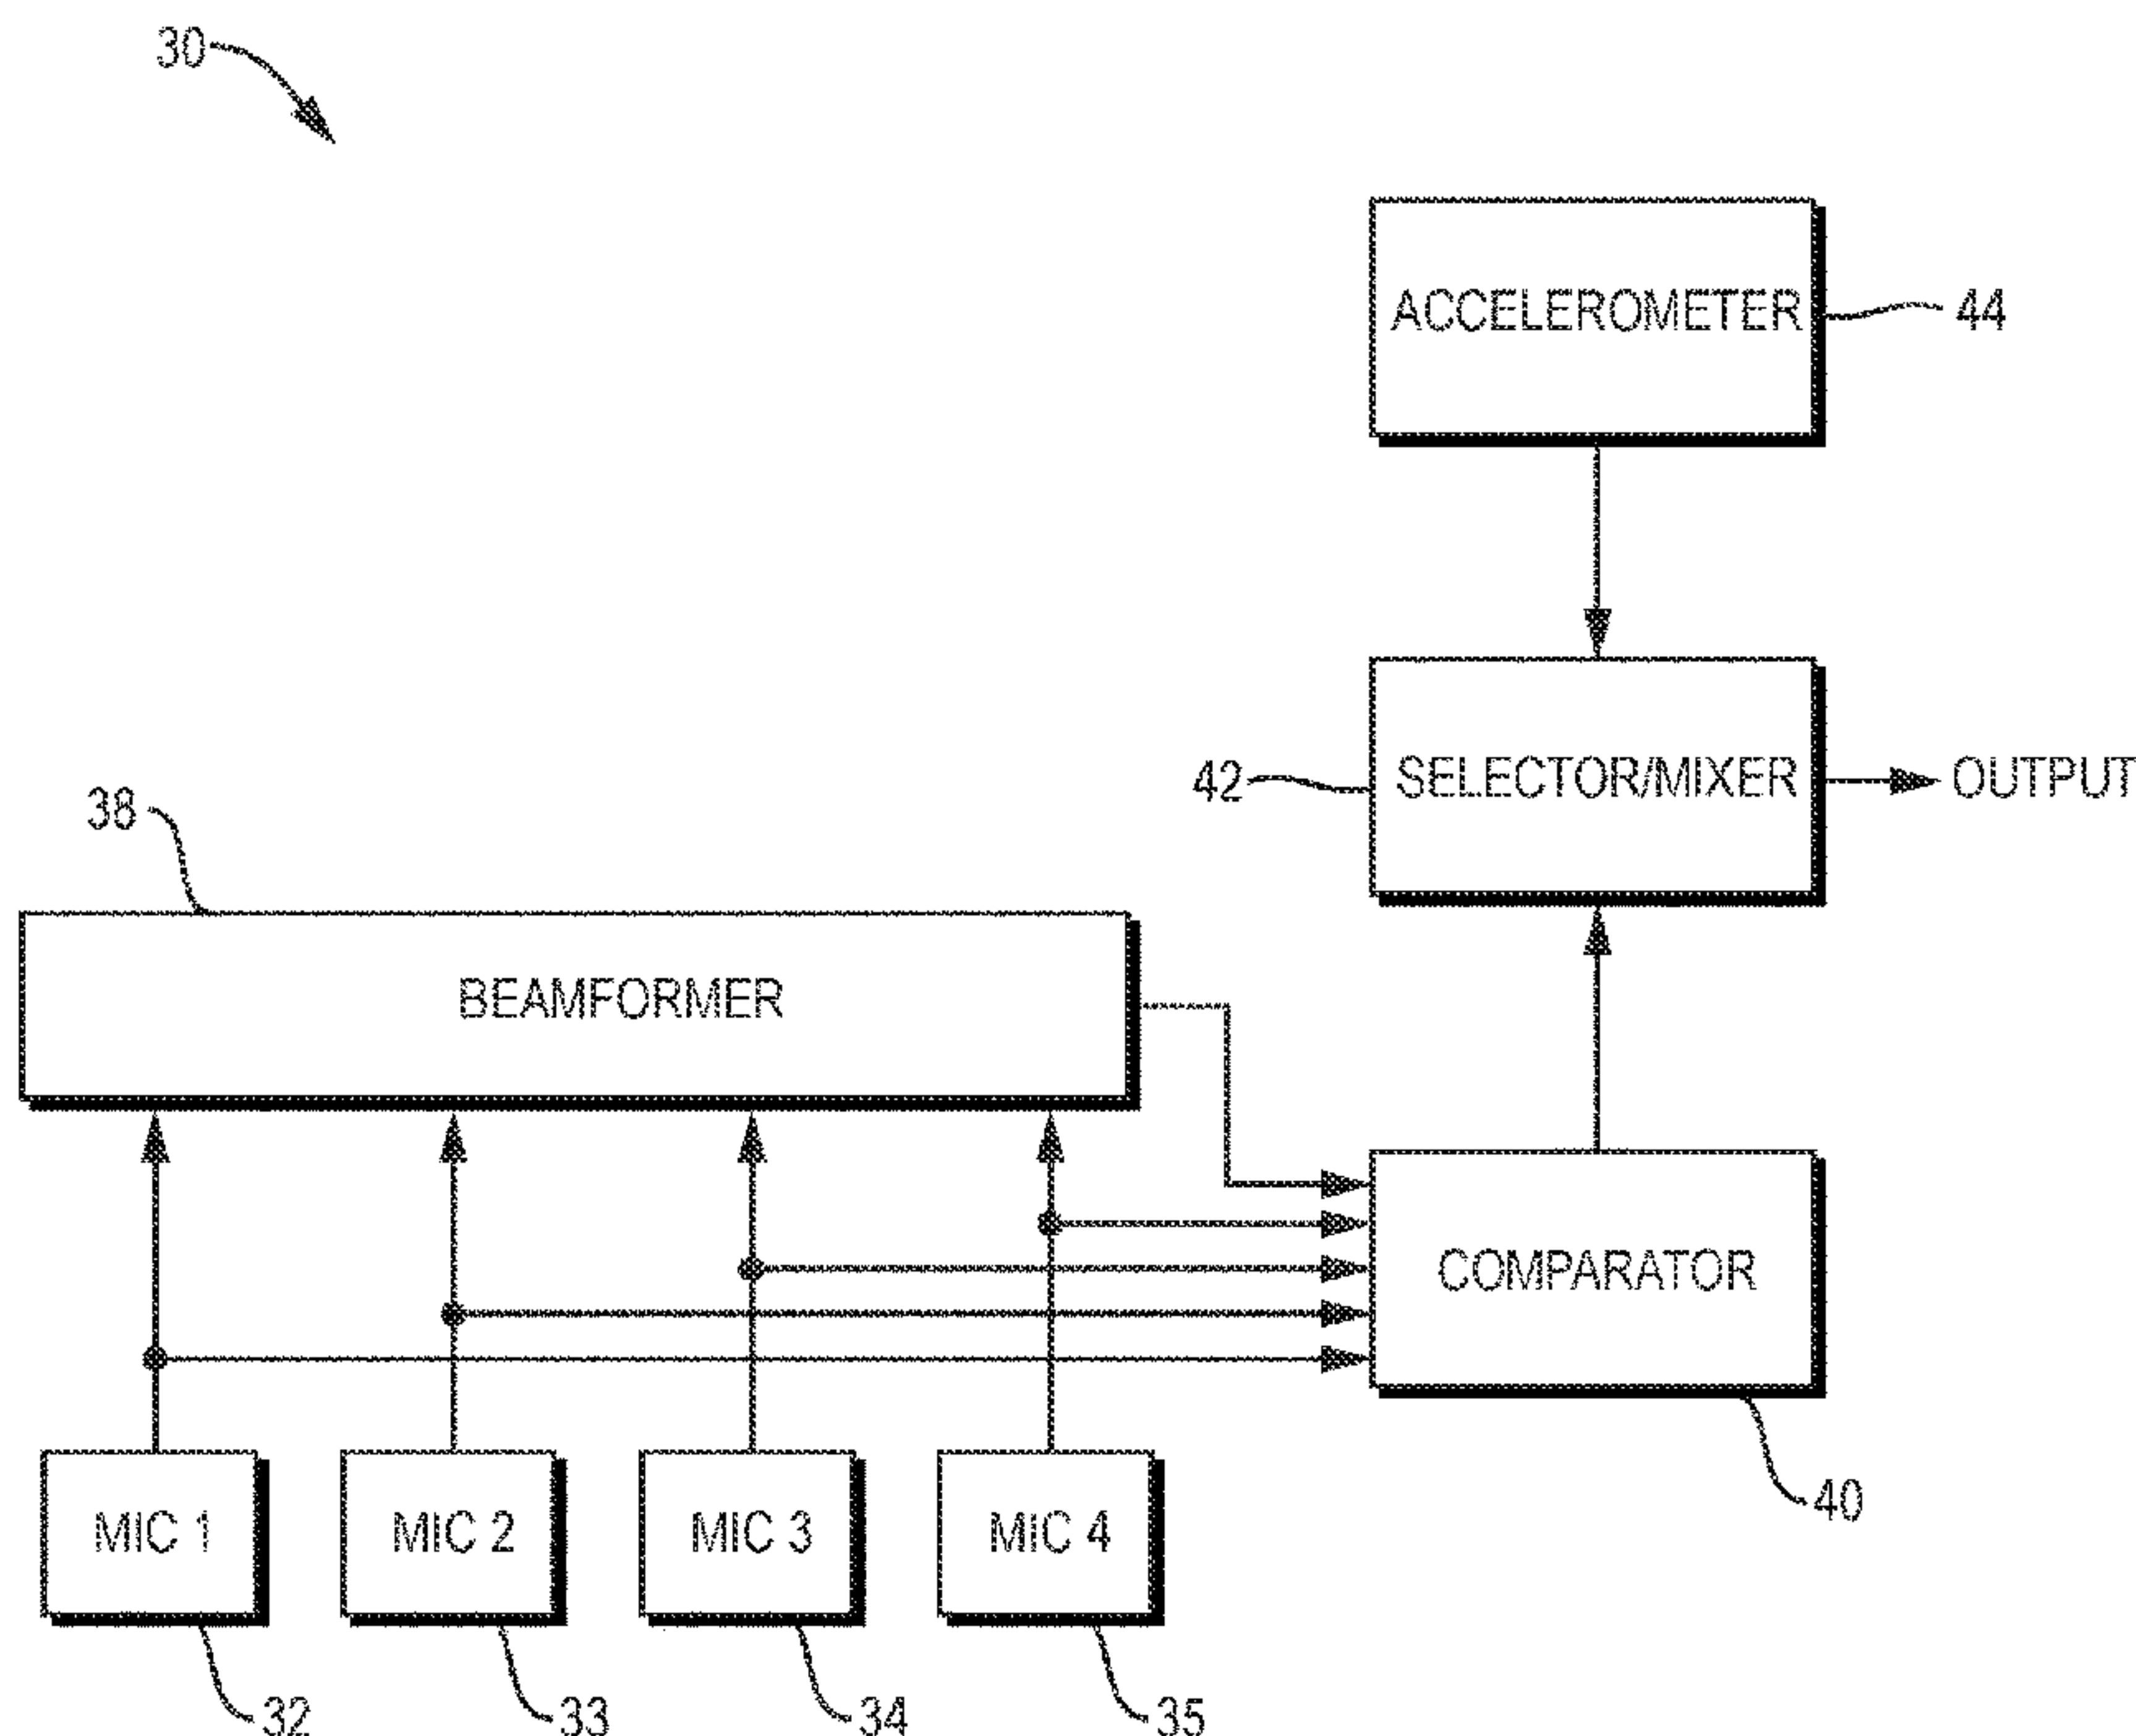 30
ACCELEROMETER
44
SELECTOR/MIXER
42
OUTPUT
38
BEAMFORMER
COMPARATOR
40
MIC 1
MIC 2
MIC 3
MIC 4
32
33
34
35